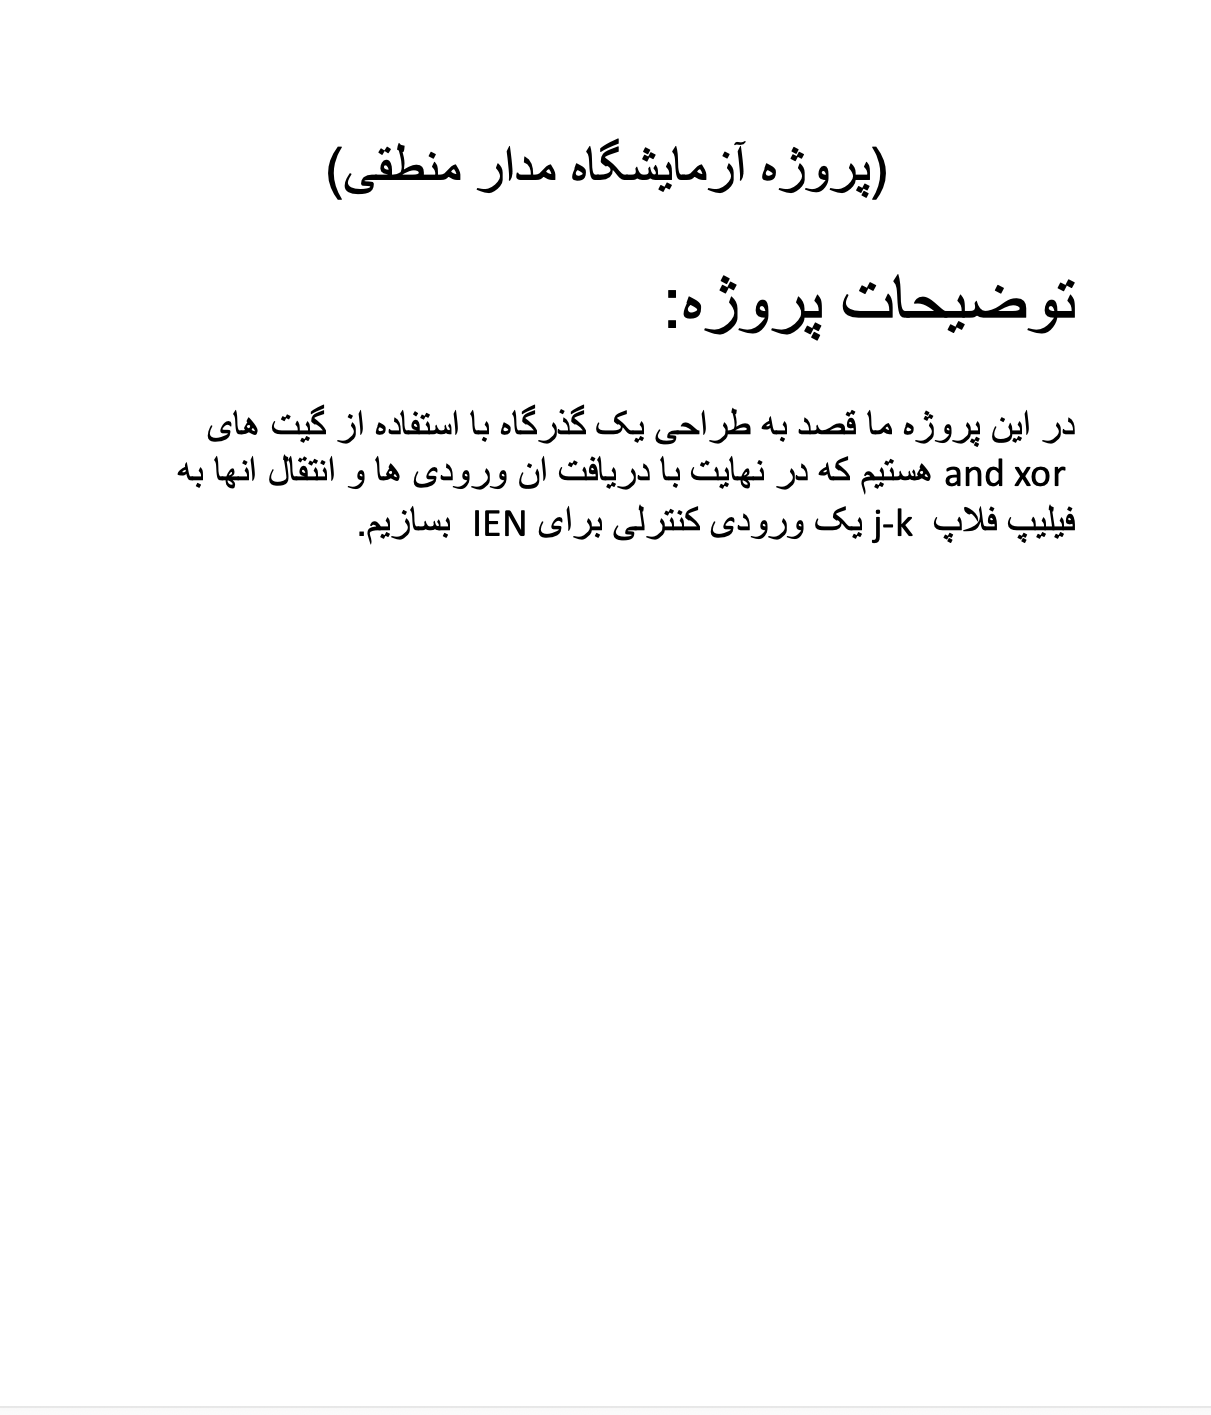 (پروژه آزمایشگاه مدار منطقی)
توضیحات پروژه:
در این پروژه ما قصد به طراحی یک گذرگاه با استفاده از گیت های
and xor هستیم که در نهایت با دریافت ان ورودی ها و انتقال انها به
فیلیپ فلاپ j-k یک ورودی کنترلی برای IEN بسازیم.